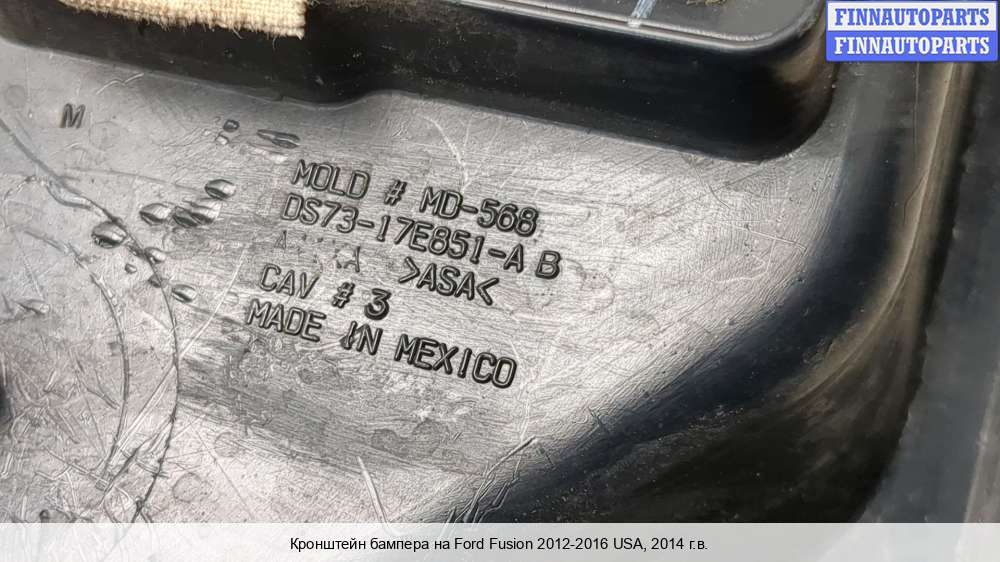 FINNAUTOPARTS
FINNAUTOPARTS
M
MOLD # MD-568
DS73-17E851-A B
>ASA<
CAV # 3
MADE IN MEXICO
Кронштейн бампера на Ford Fusion 2012-2016 USA, 2014 г.в.